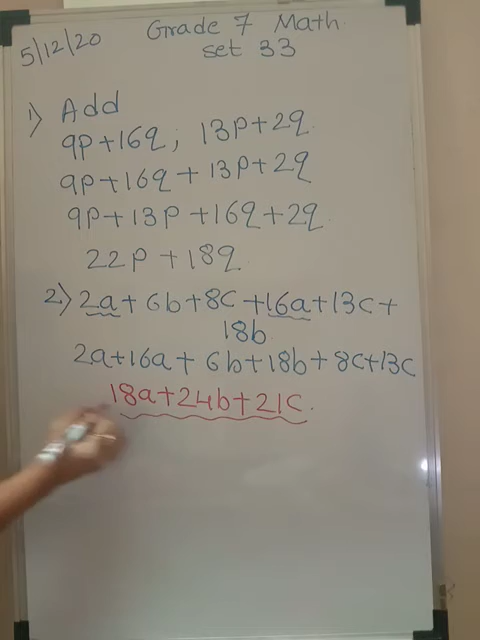 5/12/20
Grade 7 Math
set 33
1) Add
9p+16q; 13p+2q
9p+16q+13p+2q
9p+13p+16q+2q
22p+18q
2) 2a+6b+8c+16a+13c+
18b
2a+16a+6b+18b+8c+13c
18a+24b+21c.